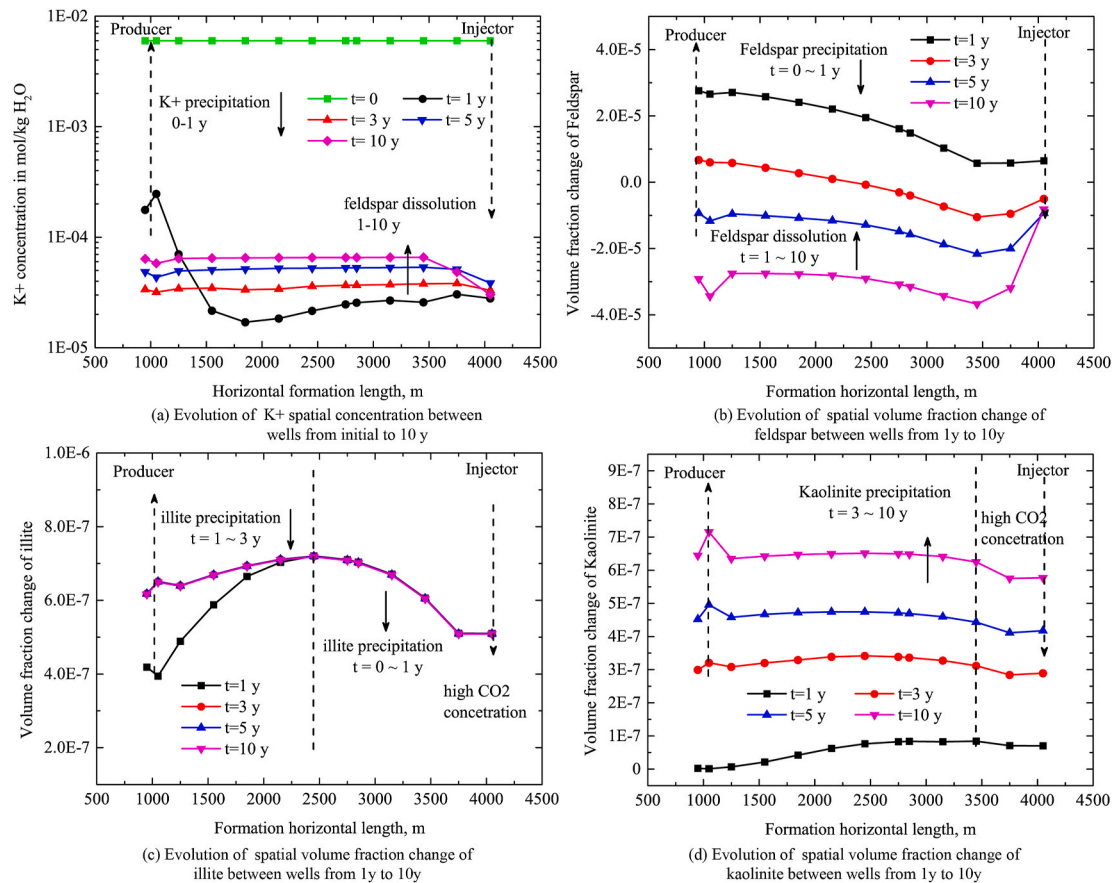 1E-02
Producer
Injector
K+ precipitation
0-1 y
t= 0
t= 1 y
t= 3 y
t= 5 y
t= 10 y
1E-03
feldspar dissolution
1-10 y
1E-04
1E-05
K+ concentration in mol/kg H2O
500 1000 1500 2000 2500 3000 3500 4000 4500
Horizontal formation length, m
(a) Evolution of K+ spatial concentration between
wells from initial to 10 y
Producer
Injector
4.0E-5
Feldspar precipitation
t = 0 ~ 1 y
t=1 y
t=3 y
t=5 y
t=10 y
2.0E-5
0.0
-2.0E-5
Feldspar dissolution
t = 1 ~ 10 y
-4.0E-5
Volume fraction change of Feldspar
500 1000 1500 2000 2500 3000 3500 4000 4500
Formation horizontal length, m
(b) Evolution of spatial volume fraction change of
feldspar between wells from 1y to 10y
1.0E-6
Producer
Injector
8.0E-7
illite precipitation
t = 1 ~ 3 y
6.0E-7
illite precipitation
t = 0 ~ 1 y
4.0E-7
high CO2
concetration
t=1 y
t=3 y
t=5 y
t=10 y
2.0E-7
Volume fraction change of illite
500 1000 1500 2000 2500 3000 3500 4000 4500
Formation horizontal length, m
(c) Evolution of spatial volume fraction change of
illite between wells from 1y to 10y
9E-7
Producer
Injector
8E-7
Kaolinite precipitation
t = 3 ~ 10 y
high CO2
concetration
7E-7
6E-7
5E-7
4E-7
3E-7
t=1 y
t=3 y
t=5 y
t=10 y
2E-7
1E-7
0
Volume fraction change of Kaolinite
500 1000 1500 2000 2500 3000 3500 4000 4500
Formation horizontal length, m
(d) Evolution of spatial volume fraction change of
kaolinite between wells from 1y to 10y